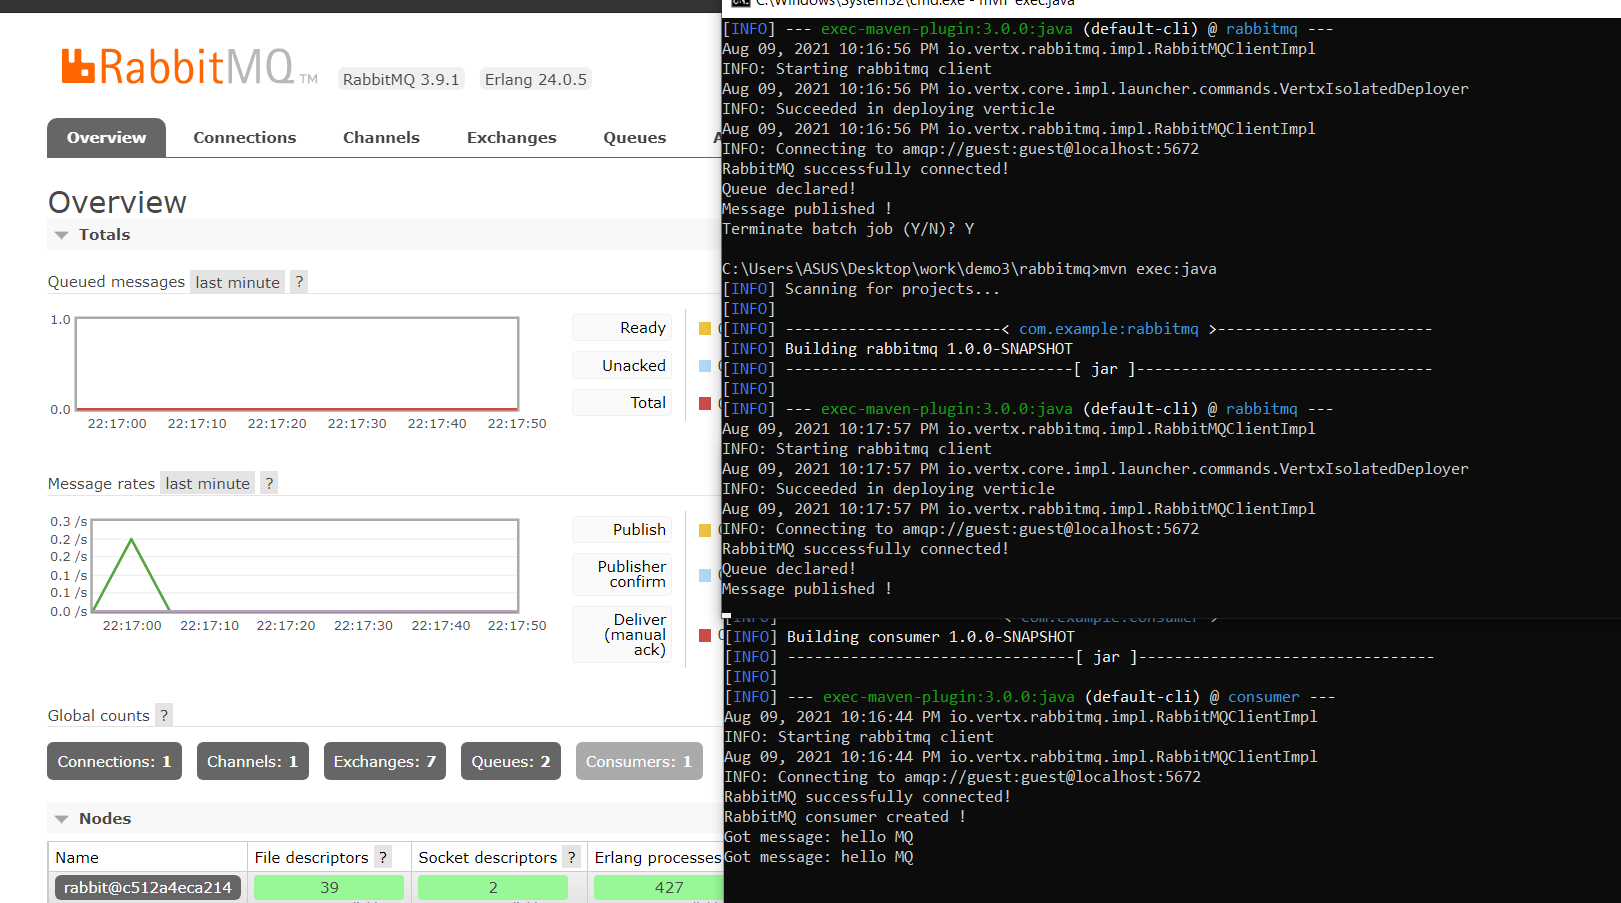 RabbitMQ TM RabbitMQ 3.9.1 Erlang 24.0.5
Overview Connections Channels Exchanges Queues
Overview
Totals
Queued messages last minute ?
1.0
0.0
22:17:00 22:17:10 22:17:20 22:17:30 22:17:40 22:17:50
Ready
Unacked
Total
Message rates last minute ?
0.3 /s
0.2 /s
0.2 /s
0.1 /s
0.1 /s
0.0 /s
22:17:00 22:17:10 22:17:20 22:17:30 22:17:40 22:17:50
Publish
Publisher
confirm
Deliver
(manual
ack)
Global counts ?
Connections: 1 Channels: 1 Exchanges: 7 Queues: 2 Consumers: 1
Nodes
Name File descriptors ? Socket descriptors ? Erlang processes
rabbit@c512a4eca214 39 2 427
C:\Windows\System32\cmd.exe - mvn exec:java
[INFO] --- exec-maven-plugin:3.0.0:java (default-cli) @ rabbitmq ---
Aug 09, 2021 10:16:56 PM io.vertx.rabbitmq.impl.RabbitMQClientImpl
INFO: Starting rabbitmq client
Aug 09, 2021 10:16:56 PM io.vertx.core.impl.launcher.commands.VertxIsolatedDeployer
INFO: Succeeded in deploying verticle
Aug 09, 2021 10:16:56 PM io.vertx.rabbitmq.impl.RabbitMQClientImpl
INFO: Connecting to amqp://guest:guest@localhost:5672
RabbitMQ successfully connected!
Queue declared!
Message published !
Terminate batch job (Y/N)? Y
C:\Users\ASUS\Desktop\work\demo3\rabbitmq>mvn exec:java
[INFO] Scanning for projects...
[INFO]
[INFO] ------------------------< com.example:rabbitmq >------------------------
[INFO] Building rabbitmq 1.0.0-SNAPSHOT
[INFO] --------------------------------[ jar ]---------------------------------
[INFO]
[INFO] --- exec-maven-plugin:3.0.0:java (default-cli) @ rabbitmq ---
Aug 09, 2021 10:17:57 PM io.vertx.rabbitmq.impl.RabbitMQClientImpl
INFO: Starting rabbitmq client
Aug 09, 2021 10:17:57 PM io.vertx.core.impl.launcher.commands.VertxIsolatedDeployer
INFO: Succeeded in deploying verticle
Aug 09, 2021 10:17:57 PM io.vertx.rabbitmq.impl.RabbitMQClientImpl
INFO: Connecting to amqp://guest:guest@localhost:5672
RabbitMQ successfully connected!
Queue declared!
Message published !
[INFO] < com.example:consumer >
[INFO] Building consumer 1.0.0-SNAPSHOT
[INFO] --------------------------------[ jar ]---------------------------------
[INFO]
[INFO] --- exec-maven-plugin:3.0.0:java (default-cli) @ consumer ---
Aug 09, 2021 10:16:44 PM io.vertx.rabbitmq.impl.RabbitMQClientImpl
INFO: Starting rabbitmq client
Aug 09, 2021 10:16:44 PM io.vertx.rabbitmq.impl.RabbitMQClientImpl
INFO: Connecting to amqp://guest:guest@localhost:5672
RabbitMQ successfully connected!
RabbitMQ consumer created !
Got message: hello MQ
Got message: hello MQ